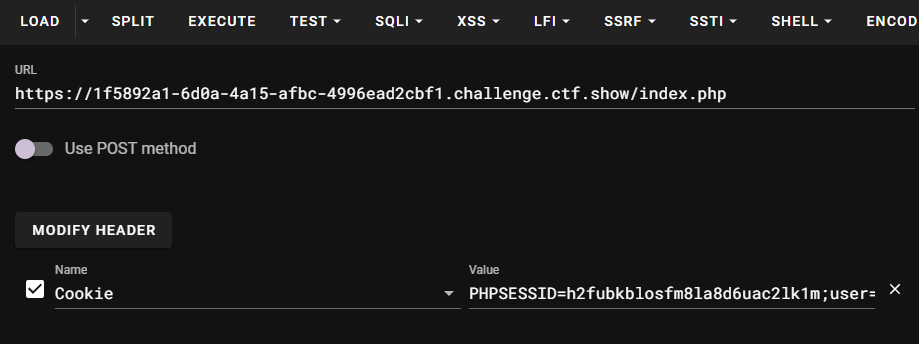 LOAD SPLIT EXECUTE TEST SQLI XSS LFI SSRF SSTI SHELL ENCOD
URL
https://1f5892a1-6d0a-4a15-afbc-4996ead2cbf1.challenge.ctf.show/index.php
Use POST method
MODIFY HEADER
Name Value
Cookie PHPSESSID=h2fubkblosfm8la8d6uac2lk1m;user=